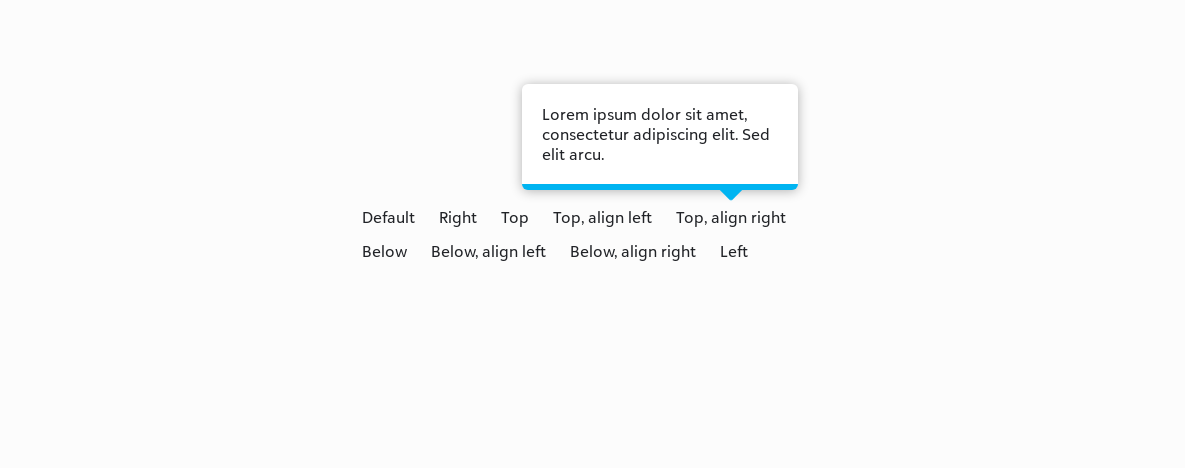 Lorem ipsum dolor sit amet,
consectetur adipiscing elit. Sed
elit arcu.
Default Right Top Top, align left Top, align right
Below Below, align left Below, align right Left